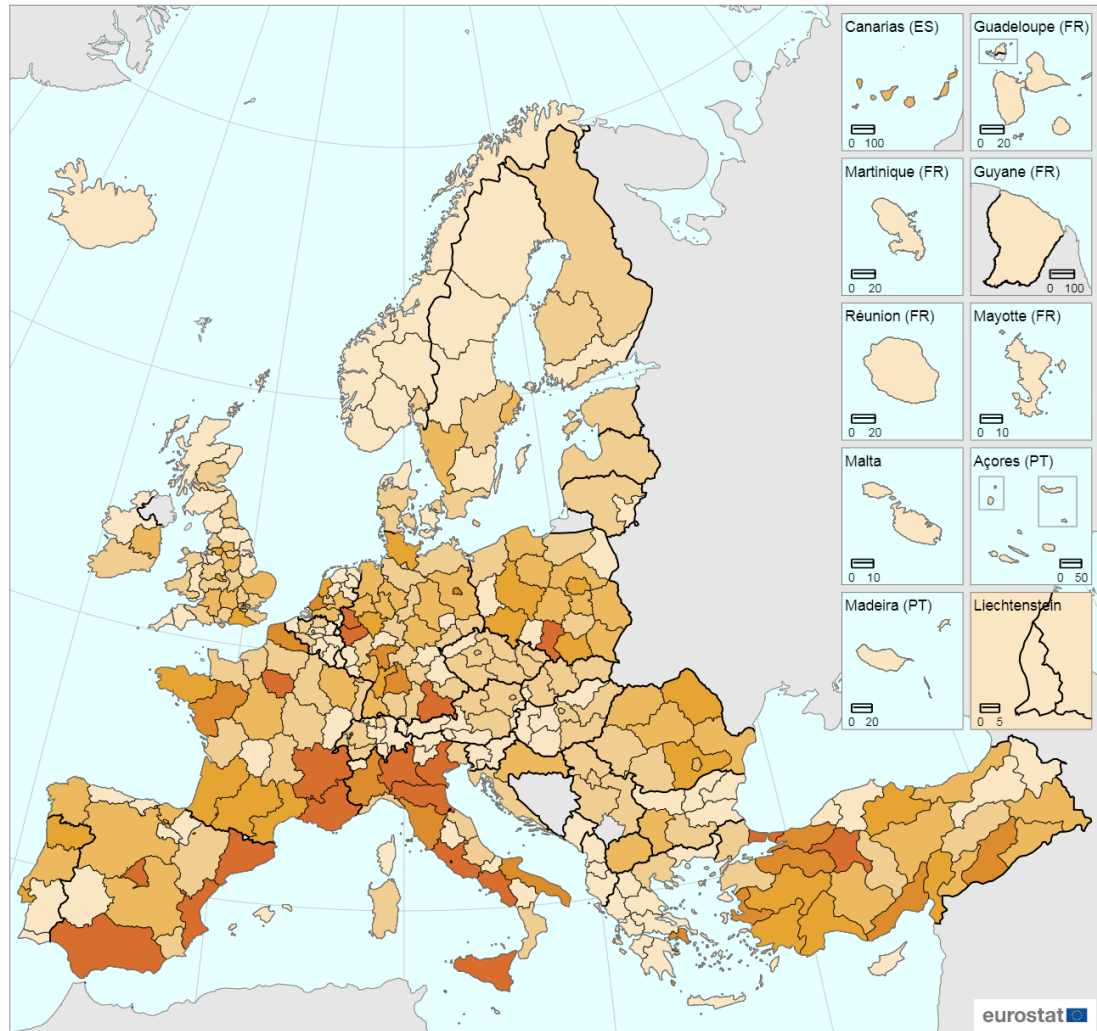 Canarias (ES)
0 100
Guadeloupe (FR)
0 20
Martinique (FR)
0 20
Guyane (FR)
0 100
Réunion (FR)
0 20
Mayotte (FR)
0 10
Malta
0 10
Açores (PT)
0 50
Madeira (PT)
0 20
Liechtenstein
0 5
eurostat